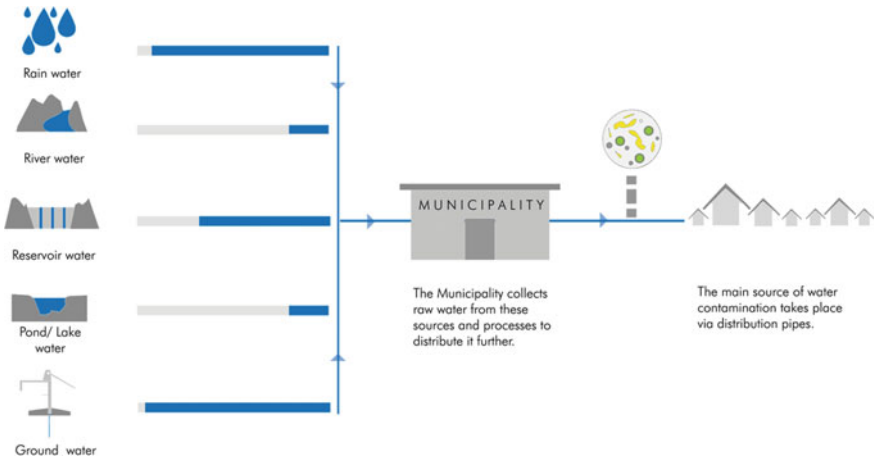 Rain water
River water
Reservoir water
Pond/ Lake
water
Ground water
MUNICIPALITY
The Municipality collects
raw water from these
sources and processes to
distribute it further.
The main source of water
contamination takes place
via distribution pipes.